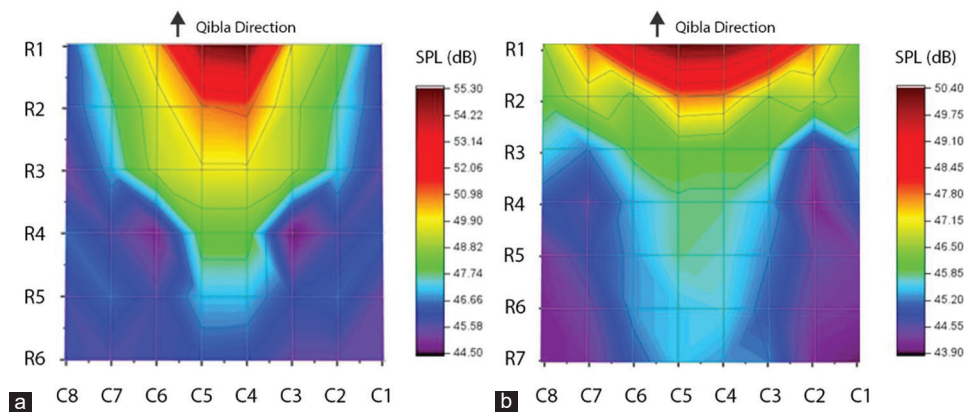 Qibla Direction
R1
R2
R3
R4
R5
R6
C8 C7 C6 C5 C4 C3 C2 C1
SPL (dB)
55.30
54.22
53.14
52.06
50.98
49.90
48.82
47.74
46.66
45.58
44.50
a
Qibla Direction
R1
R2
R3
R4
R5
R6
R7
C8 C7 C6 C5 C4 C3 C2 C1
SPL (dB)
50.40
49.75
49.10
48.45
47.80
47.15
46.50
45.85
45.20
44.55
43.90
b